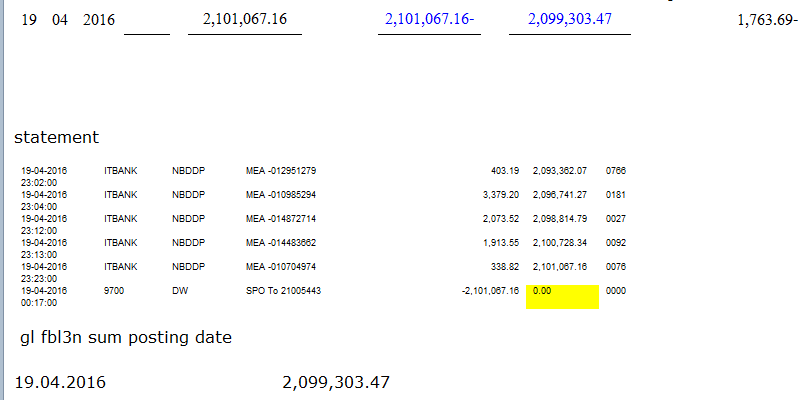 19 04 2016 2,101,067.16 2,101,067.16- 2,099,303.47 1,763.69-
statement
19-04-2016 ITBANK NBDDP MEA -012951279 403.19 2,093,362.07 0766
23:02:00
19-04-2016 ITBANK NBDDP MEA -010985294 3,379.20 2,096,741.27 0181
23:04:00
19-04-2016 ITBANK NBDDP MEA -014872714 2,073.52 2,098,814.79 0027
23:12:00
19-04-2016 ITBANK NBDDP MEA -014483662 1,913.55 2,100,728.34 0092
23:13:00
19-04-2016 ITBANK NBDDP MEA -010704974 338.82 2,101,067.16 0076
23:23:00
19-04-2016 9700 DW SPO To 21005443 -2,101,067.16 0.00 0000
00:17:00
gl fbl3n sum posting date
19.04.2016 2,099,303.47